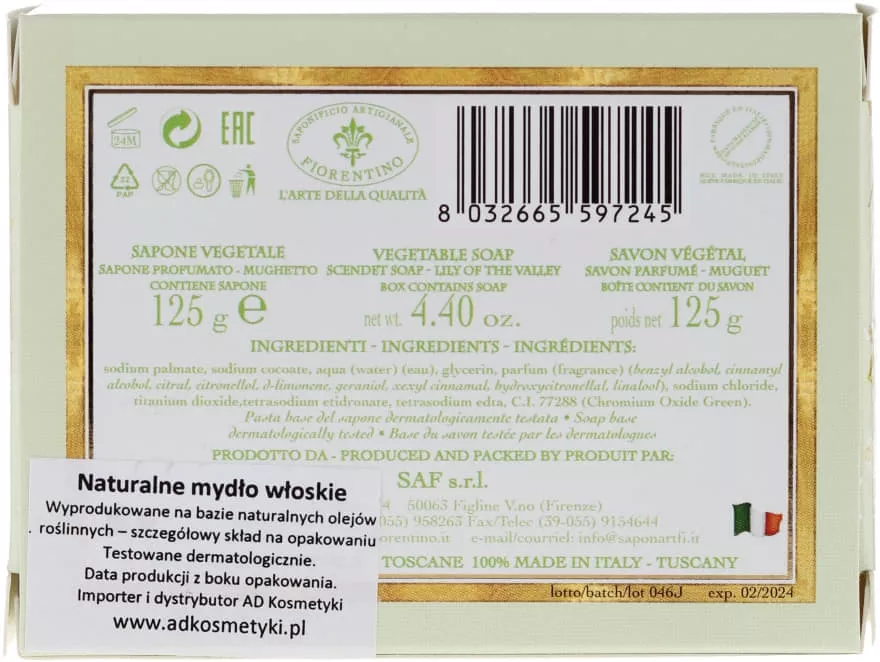 24M
EAC
SAPONIFICIO ARTIGIANALE
FIORENTINO
L'ARTE DELLA QUALITÀ
8 032665 597245
22
PAP
SAPONE VEGETALE
SAPONE PROFUMATO - MUGHETTO
CONTIENE SAPONE
125 g e
VEGETABLE SOAP
SCENDET SOAP - LILY OF THE VALLEY
BOX CONTAINS SOAP
net wt. 4.40 oz.
SAVON VÉGÉTAL
SAVON PARFUMÉ - MUGUET
BOÎTE CONTIENT DU SAVON
poids net 125 g
INGREDIENTI - INGREDIENTS - INGRÉDIENTS:
sodium palmate, sodium cocoate, aqua (water) (eau), glycerin, parfum (fragrance) (benzyl alcohol, cinnamyl
alcohol, citral, citronellol, d-limonene, geraniol, xexyl cinnamal, hydroxycitronellal, linalool), sodium chloride,
titanium dioxide,tetrasodium etidronate, tetrasodium edta, C.I. 77288 (Chromium Oxide Green).
Pasta base del sapone dermatologicamente testata • Soap base
dermatologically tested • Base du savon testée par les dermatologues
PRODOTTO DA - PRODUCED AND PACKED BY PRODUIT PAR:
SAF s.r.l.
4 50063 Figline V.no (Firenze)
055) 958263 Fax/Telec (39-055) 9154644
orentino.it e-mail/courriel: info@saponartfi.it
TOSCANE 100% MADE IN ITALY - TUSCANY
lotto/batch/lot 046J exp. 02/2024
Naturalne mydło włoskie
Wyprodukowane na bazie naturalnych olejów
roślinnych – szczegółowy skład na opakowaniu
Testowane dermatologicznie.
Data produkcji z boku opakowania.
Importer i dystrybutor AD Kosmetyki
www.adkosmetyki.pl